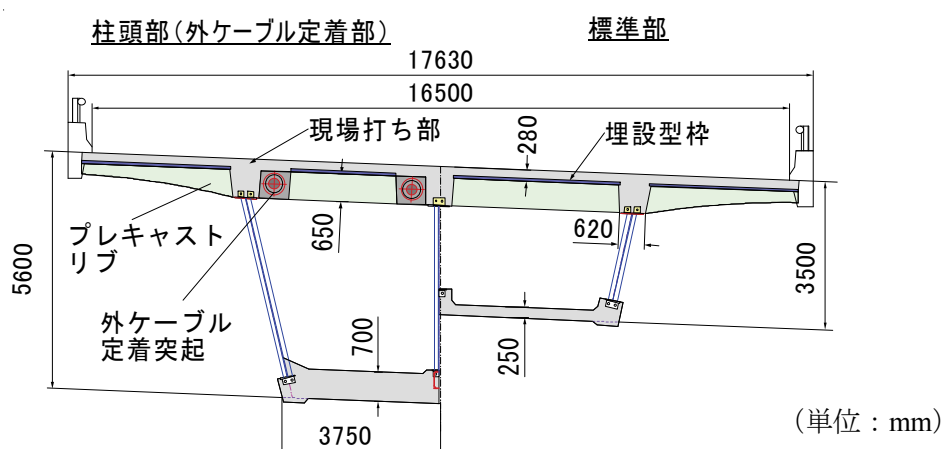 柱頭部(外ケーブル定着部)
標準部
17630
16500
現場打ち部
280
埋設型枠
プレキャスト
リブ
650
620
5600
3500
外ケーブル
定着突起
700
250
3750
(単位:mm)